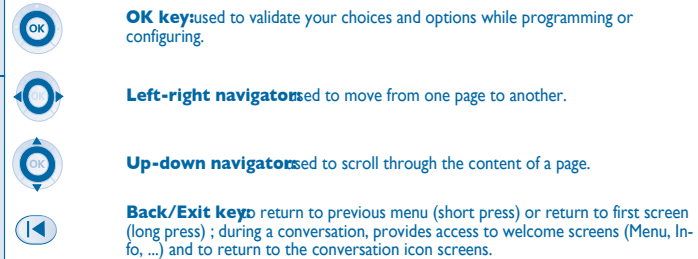 OK
OK key:used to validate your choices and options while programming or
configuring.
OK
Left-right navigator:used to move from one page to another.
OK
Up-down navigator:used to scroll through the content of a page.
Back/Exit key:to return to previous menu (short press) or return to first screen
(long press) ; during a conversation, provides access to welcome screens (Menu, In-
fo, ...) and to return to the conversation icon screens.